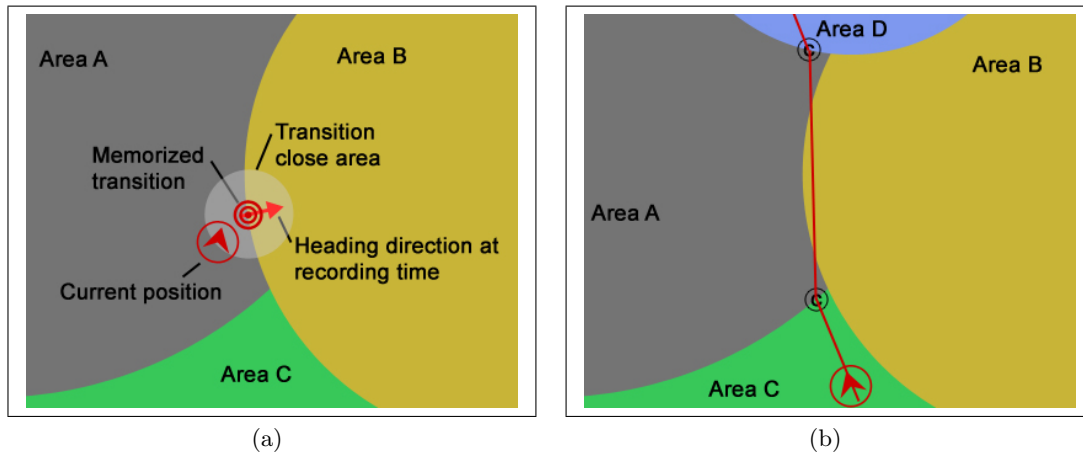 Area A
Area B
Transition
close area
Memorized
transition
Heading direction at
recording time
Current position
Area C
(a)
Area D
C
Area B
Area A
C
Area C
(b)